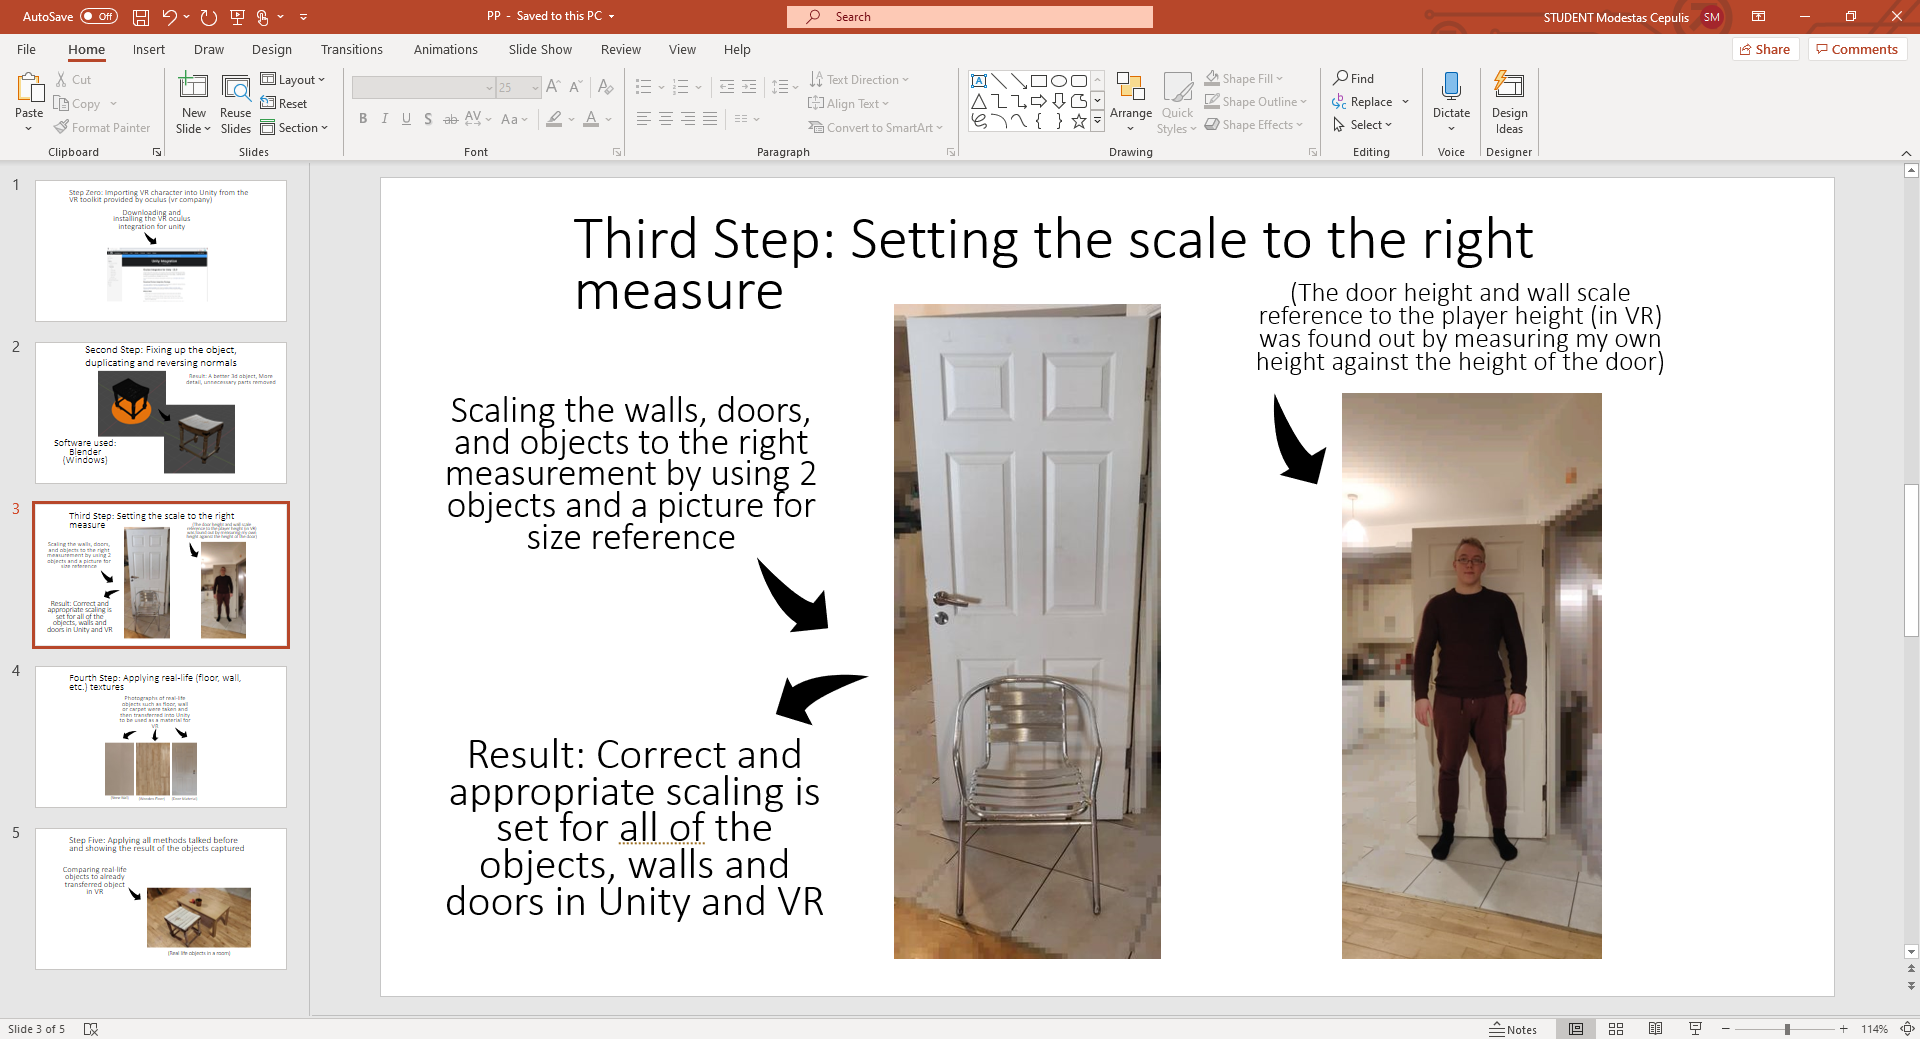 AutoSave Off
PP - Saved to this PC
Search
STUDENT Modestas Cepulis SM
File Home Insert Draw Design Transitions Animations Slide Show Review View Help
Share Comments
Paste
Cut
Copy
Format Painter
Clipboard
New Slide
Reuse Slides
Layout
Reset
Section
Slides
25
B I U S ab AV Aa A
Font
Text Direction
Align Text
Convert to SmartArt
Paragraph
Arrange
Quick Styles
Shape Fill
Shape Outline
Shape Effects
Drawing
Find
Replace
Select
Editing
Dictate
Voice
Design Ideas
Designer
1
Step Zero: Importing VR character into Unity from the
VR toolkit provided by oculus (vr company)
Downloading and
installing the VR oculus
integration for unity
2
Second Step: Fixing up the object,
duplicating and reversing normals
Result: A better 3d object, More
detail, unnecessary parts removed
Software used:
Blender
(Windows)
3
Third Step: Setting the scale to the right
measure
(The door height and wall scale
reference to the player height (in VR)
was found out by measuring my own
height against the height of the door)
Scaling the walls, doors,
and objects to the right
measurement by using 2
objects and a picture for
size reference
Result: Correct and
appropriate scaling is
set for all of the
objects, walls and
doors in Unity and VR
4
Fourth Step: Applying real-life (floor, wall,
etc.) textures
Photographs of real-life
objects such as floor, wall
or carpet were taken and
then transferred into Unity
to be used as a material for
VR
(Wooden Floor)
5
Step Five: Applying all methods talked before
and showing the result of the objects captured
Comparing real life
objects to already
transferred object
in VR
(Real life objects in a room)
Third Step: Setting the scale to the right
measure
(The door height and wall scale
reference to the player height (in VR)
was found out by measuring my own
height against the height of the door)
Scaling the walls, doors,
and objects to the right
measurement by using 2
objects and a picture for
size reference
Result: Correct and
appropriate scaling is
set for all of the
objects, walls and
doors in Unity and VR
Slide 3 of 5
Notes
114%